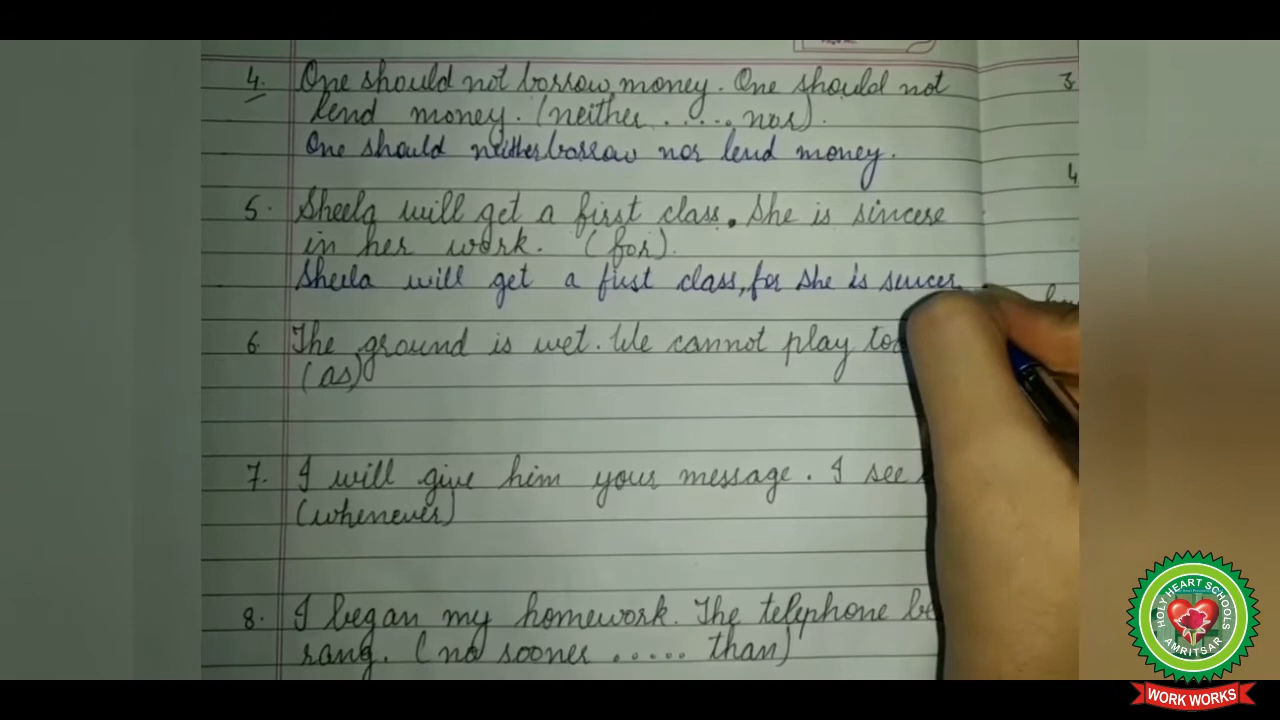 4. One should not borrow money. One should not
lend money. (neither ..... nor).
One should neither borrow nor lend money.
5. Sheela will get a first class. She is sincere
in her work. (for).
Sheela will get a first class, for she is sincer
6. The ground is wet. We cannot play
(as)
7. I will give him your message. I see
(whenever)
8. I began my homework. The telephone be
rang. (no sooner ..... than)
3
4
HOLY HEART SCHOOLS
AMRITSAR
WORK WORKS